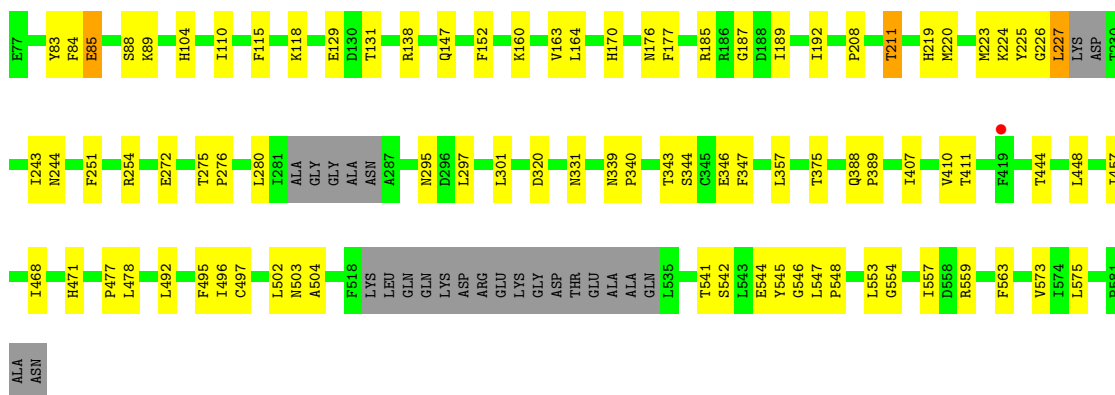 E77 Y83 F84 E85 S88 K89 H104 I110 F115 K118 E129 D130 T131 R138 Q147 F152 K160 V163 L164 H170 N176 F177 R185 R186 G187 D188 I189 I192 P208 T211 H219 M220 M223 K224 Y225 G226 L227 LYS ASP T230
I243 N244 F251 R254 E272 T275 P276 L280 I281 ALA GLY GLY ALA ASN A287 N295 D296 L297 L301 D320 N331 N339 P340 T343 S344 C345 E346 F347 L357 T375 Q388 P389 I407 V410 T411 F419 T444 L448 I457
I468 H471 P477 L478 L492 F495 I496 C497 L502 N503 A504 F518 LYS LEU GLN GLN LYS ASP ARG GLU LYS GLY ASP THR GLU ALA ALA GLN L535 T541 S542 L543 E544 Y545 G546 L547 P548 L553 G554 I557 D558 R559 F563 V573 I574 L575
ALA ASN